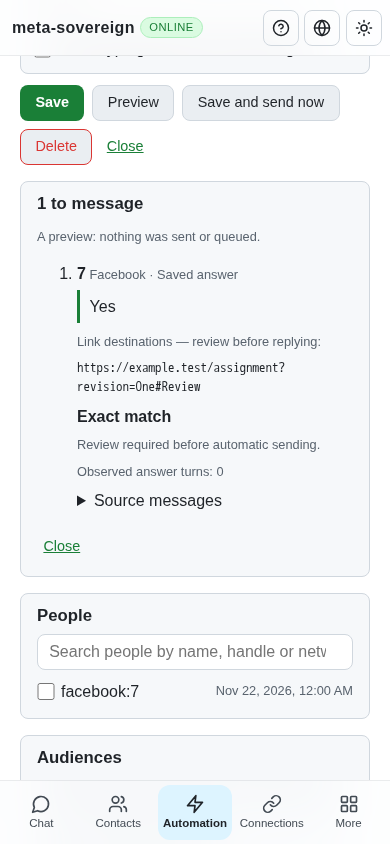 meta-sovereign ONLINE
Save Preview Save and send now
Delete Close
1 to message
A preview: nothing was sent or queued.
1. 7 Facebook · Saved answer
Yes
Link destinations — review before replying:
https://example.test/assignment?
revision=One#Review
Exact match
Review required before automatic sending.
Observed answer turns: 0
Source messages
Close
People
Search people by name, handle or netw
facebook:7 Nov 22, 2026, 12:00 AM
Audiences
Chat Contacts Automation Connections More